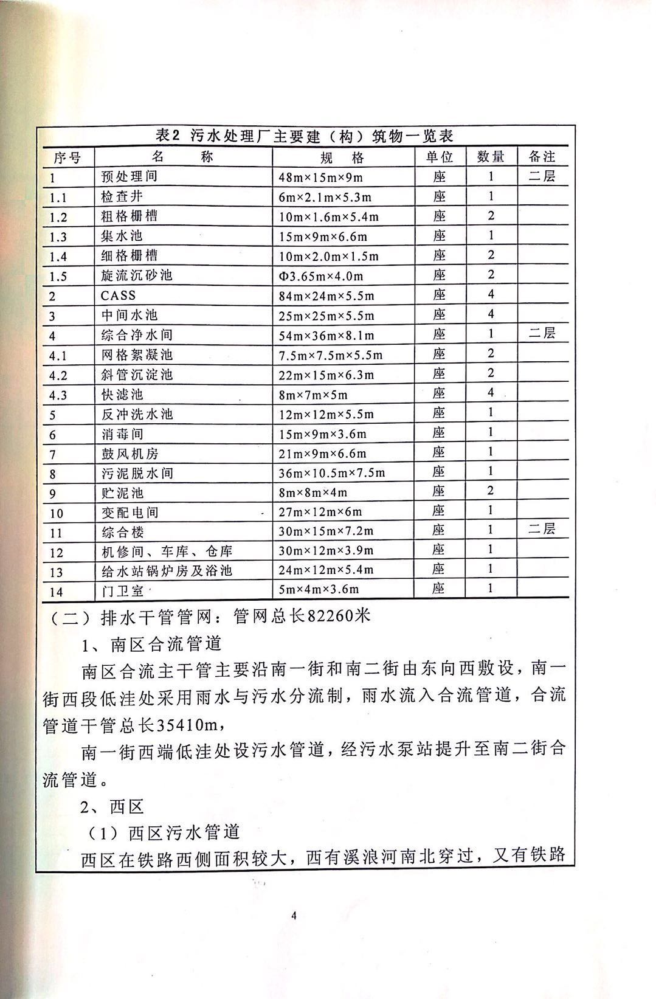 表2 污水处理厂主要建（构）筑物一览表
序号 名 称 规 格 单位 数量 备注
1 预处理间 48m×15m×9m 座 1 二层
1.1 检查井 6m×2.1m×5.3m 座 1
1.2 粗格栅槽 10m×1.6m×5.4m 座 2
1.3 集水池 15m×9m×6.6m 座 1
1.4 细格栅槽 10m×2.0m×1.5m 座 2
1.5 旋流沉砂池 Φ3.65m×4.0m 座 2
2 CASS 84m×24m×5.5m 座 4
3 中间水池 25m×25m×5.5m 座 4
4 综合净水间 54m×36m×8.1m 座 1 二层
4.1 网格絮凝池 7.5m×7.5m×5.5m 座 2
4.2 斜管沉淀池 22m×15m×6.3m 座 2
4.3 快滤池 8m×7m×5m 座 4
5 反冲洗水池 12m×12m×5.5m 座 1
6 消毒间 15m×9m×3.6m 座 1
7 鼓风机房 21m×9m×6.6m 座 1
8 污泥脱水间 36m×10.5m×7.5m 座 1
9 贮泥池 8m×8m×4m 座 2
10 变配电间 27m×12m×6m 座 1
11 综合楼 30m×15m×7.2m 座 1 二层
12 机修间、车库、仓库 30m×12m×3.9m 座 1
13 给水站锅炉房及浴池 24m×12m×5.4m 座 1
14 门卫室 5m×4m×3.6m 座 1
（二）排水干管管网：管网总长82260米
1、南区合流管道
南区合流主干管主要沿南一街和南二街由东向西敷设，南一
街西段低洼处采用雨水与污水分流制，雨水流入合流管道，合流
管道干管总长35410m，
南一街西端低洼处设污水管道，经污水泵站提升至南二街合
流管道。
2、西区
（1）西区污水管道
西区在铁路西侧面积较大，西有溪浪河南北穿过，又有铁路
4